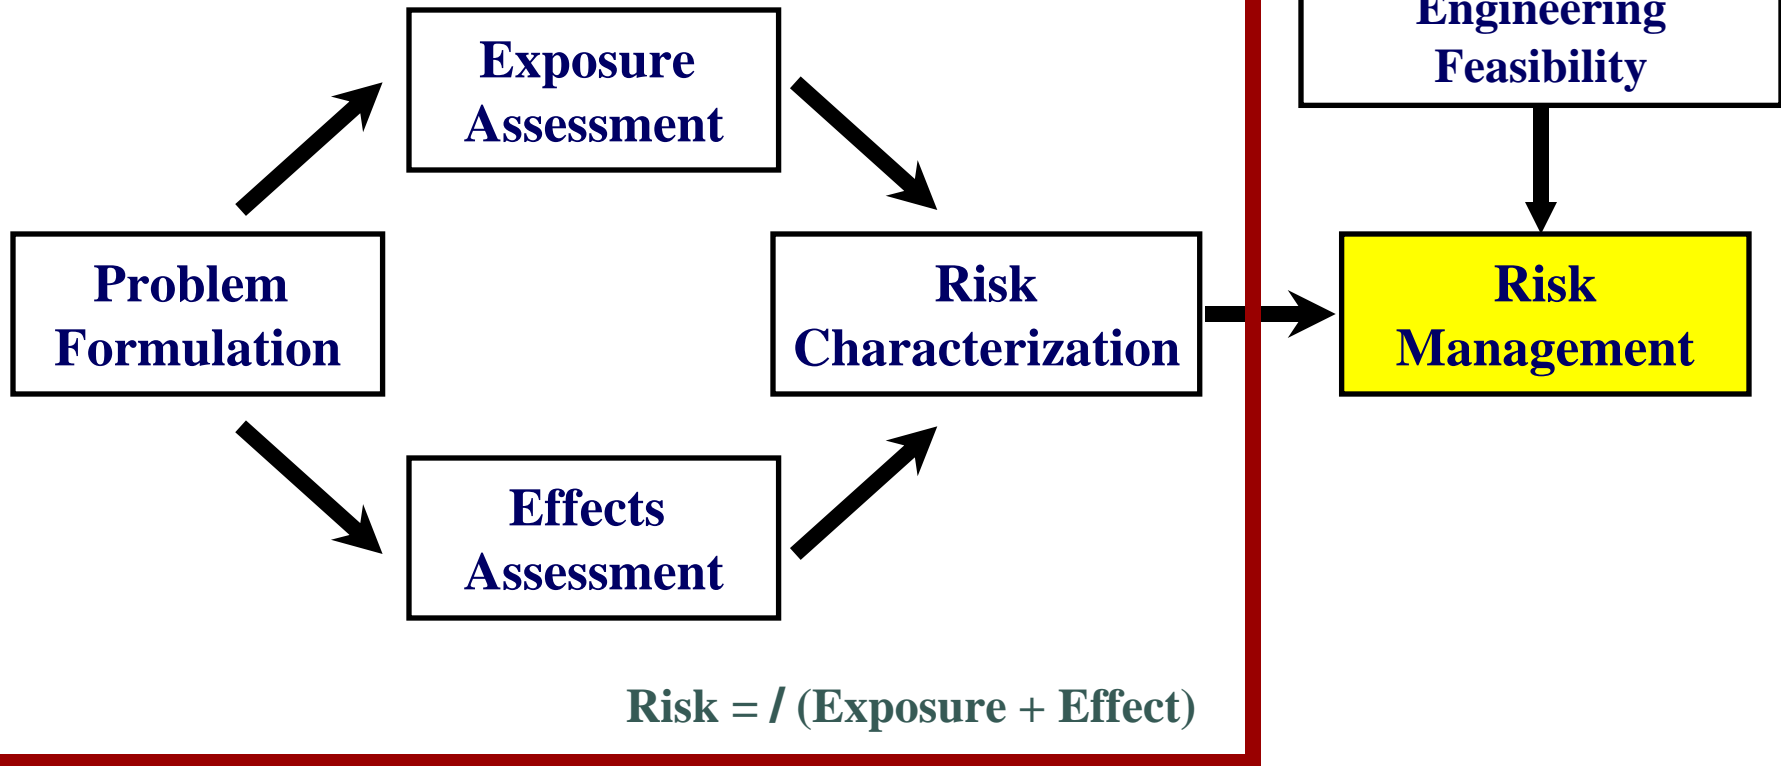 Exposure
Assessment
Engineering
Feasibility
Problem
Formulation
Risk
Characterization
Risk
Management
Effects
Assessment
Risk = / (Exposure + Effect)